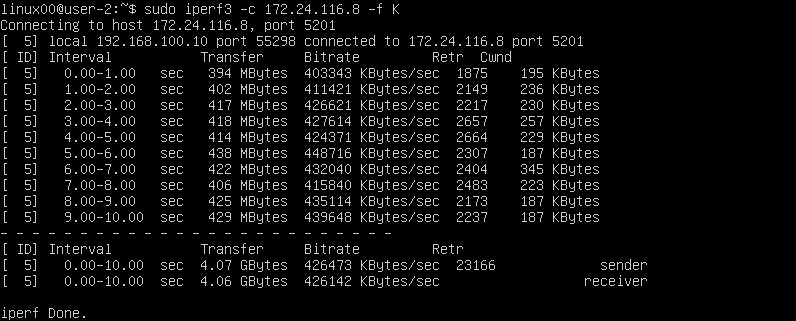 linux00@user-2:~$ sudo iperf3 -c 172.24.116.8 -f K
Connecting to host 172.24.116.8, port 5201
[  5] local 192.168.100.10 port 55298 connected to 172.24.116.8 port 5201
[ ID] Interval           Transfer     Bitrate         Retr  Cwnd
[  5]   0.00-1.00   sec   394 MBytes  403343 KBytes/sec  1875    195 KBytes
[  5]   1.00-2.00   sec   402 MBytes  411421 KBytes/sec  2149    236 KBytes
[  5]   2.00-3.00   sec   417 MBytes  426621 KBytes/sec  2217    230 KBytes
[  5]   3.00-4.00   sec   418 MBytes  427614 KBytes/sec  2657    257 KBytes
[  5]   4.00-5.00   sec   414 MBytes  424371 KBytes/sec  2664    229 KBytes
[  5]   5.00-6.00   sec   438 MBytes  448716 KBytes/sec  2307    187 KBytes
[  5]   6.00-7.00   sec   422 MBytes  432040 KBytes/sec  2404    345 KBytes
[  5]   7.00-8.00   sec   406 MBytes  415840 KBytes/sec  2483    223 KBytes
[  5]   8.00-9.00   sec   425 MBytes  435114 KBytes/sec  2173    187 KBytes
[  5]   9.00-10.00  sec   429 MBytes  439648 KBytes/sec  2237    187 KBytes
- - - - - - - - - - - - - - - - - - - - - - - - -
[ ID] Interval           Transfer     Bitrate         Retr
[  5]   0.00-10.00  sec  4.07 GBytes  426473 KBytes/sec  23166             sender
[  5]   0.00-10.00  sec  4.06 GBytes  426142 KBytes/sec                  receiver
iperf Done.